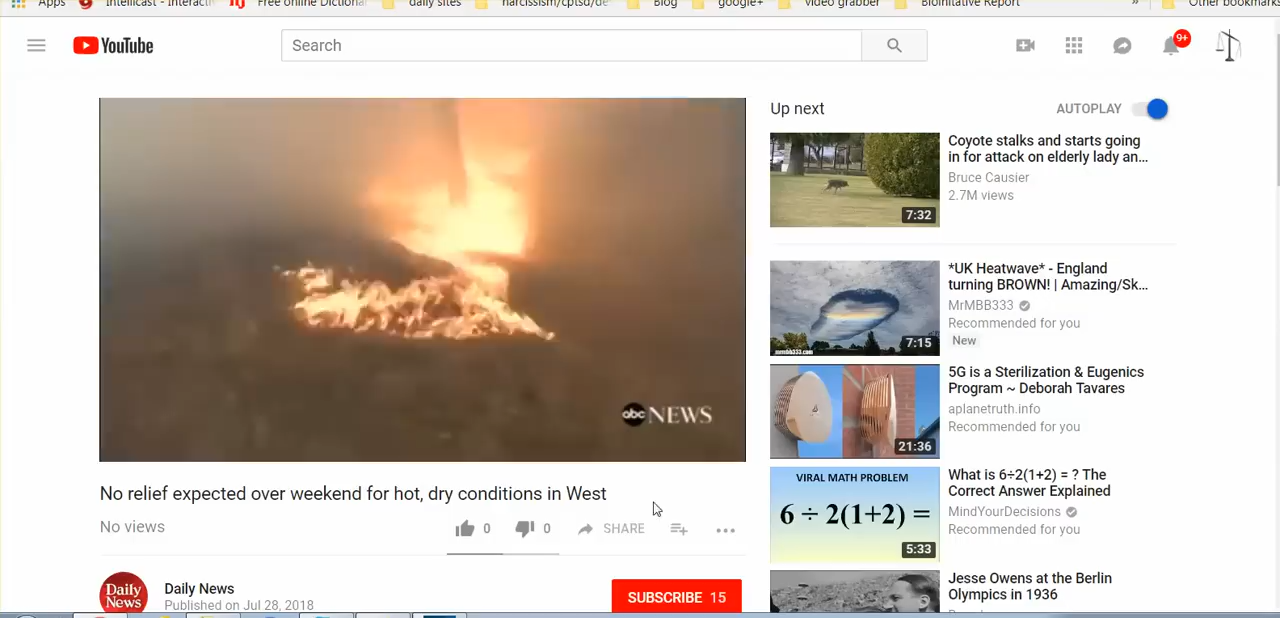 Apps Intellicast - Interacti Free online Dictionar daily sites narcissism/cptsd/de Blog google+ video grabber BioInitiative Report » Other bookmarks
YouTube
Search
9+
Up next
AUTOPLAY
abc NEWS
Coyote stalks and starts going
in for attack on elderly lady an...
Bruce Causier
2.7M views
7:32
*UK Heatwave* - England
turning BROWN! | Amazing/Sk...
MrMBB333
Recommended for you
New
7:15
mrmbb333.com
5G is a Sterilization & Eugenics
Program ~ Deborah Tavares
aplanetruth.info
Recommended for you
21:36
VIRAL MATH PROBLEM
6 ÷ 2(1+2) =
5:33
What is 6÷2(1+2) = ? The
Correct Answer Explained
MindYourDecisions
Recommended for you
Jesse Owens at the Berlin
Olympics in 1936
No relief expected over weekend for hot, dry conditions in West
No views
0 0 SHARE
Daily
News
Daily News
Published on Jul 28, 2018
SUBSCRIBE 15